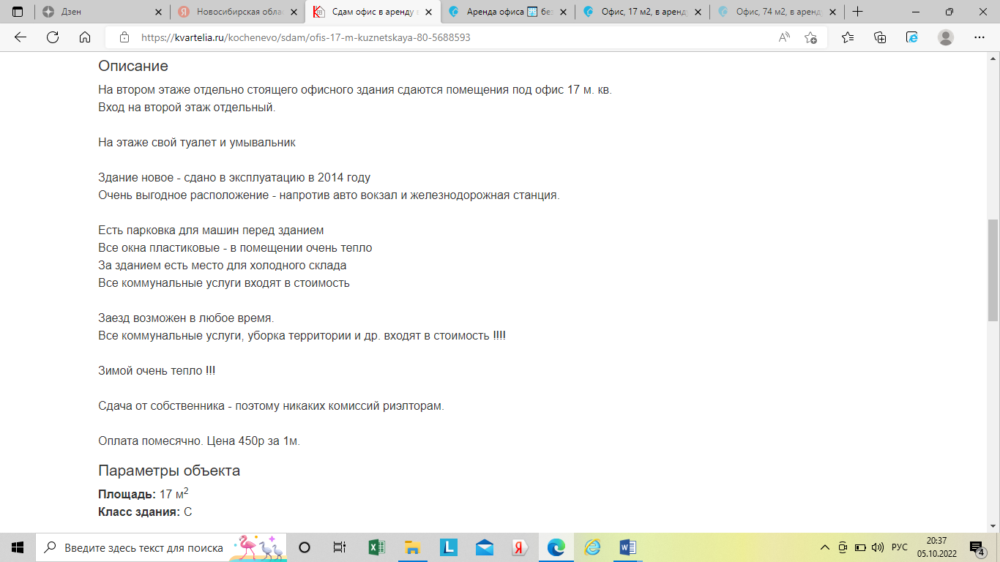 Дзен
Новосибирская обла
Сдам офис в аренду в
Аренда офиса без
Офис, 17 м2, в аренду
Офис, 74 м2, в аренд
https://kvartelia.ru/kochenevo/sdam/ofis-17-m-kuznetskaya-80-5688593
Описание
На втором этаже отдельно стоящего офисного здания сдаются помещения под офис 17 м. кв.
Вход на второй этаж отдельный.
На этаже свой туалет и умывальник
Здание новое - сдано в эксплуатацию в 2014 году
Очень выгодное расположение - напротив авто вокзал и железнодорожная станция.
Есть парковка для машин перед зданием
Все окна пластиковые - в помещении очень тепло
За зданием есть место для холодного склада
Все коммунальные услуги входят в стоимость
Заезд возможен в любое время.
Все коммунальные услуги, уборка территории и др. входят в стоимость !!!!
Зимой очень тепло !!!
Сдача от собственника - поэтому никаких комиссий риэлторам.
Оплата помесячно. Цена 450р за 1м.
Параметры объекта
Площадь: 17 м²
Класс здания: C
Введите здесь текст для поиска
РУС
20:37
05.10.2022
4